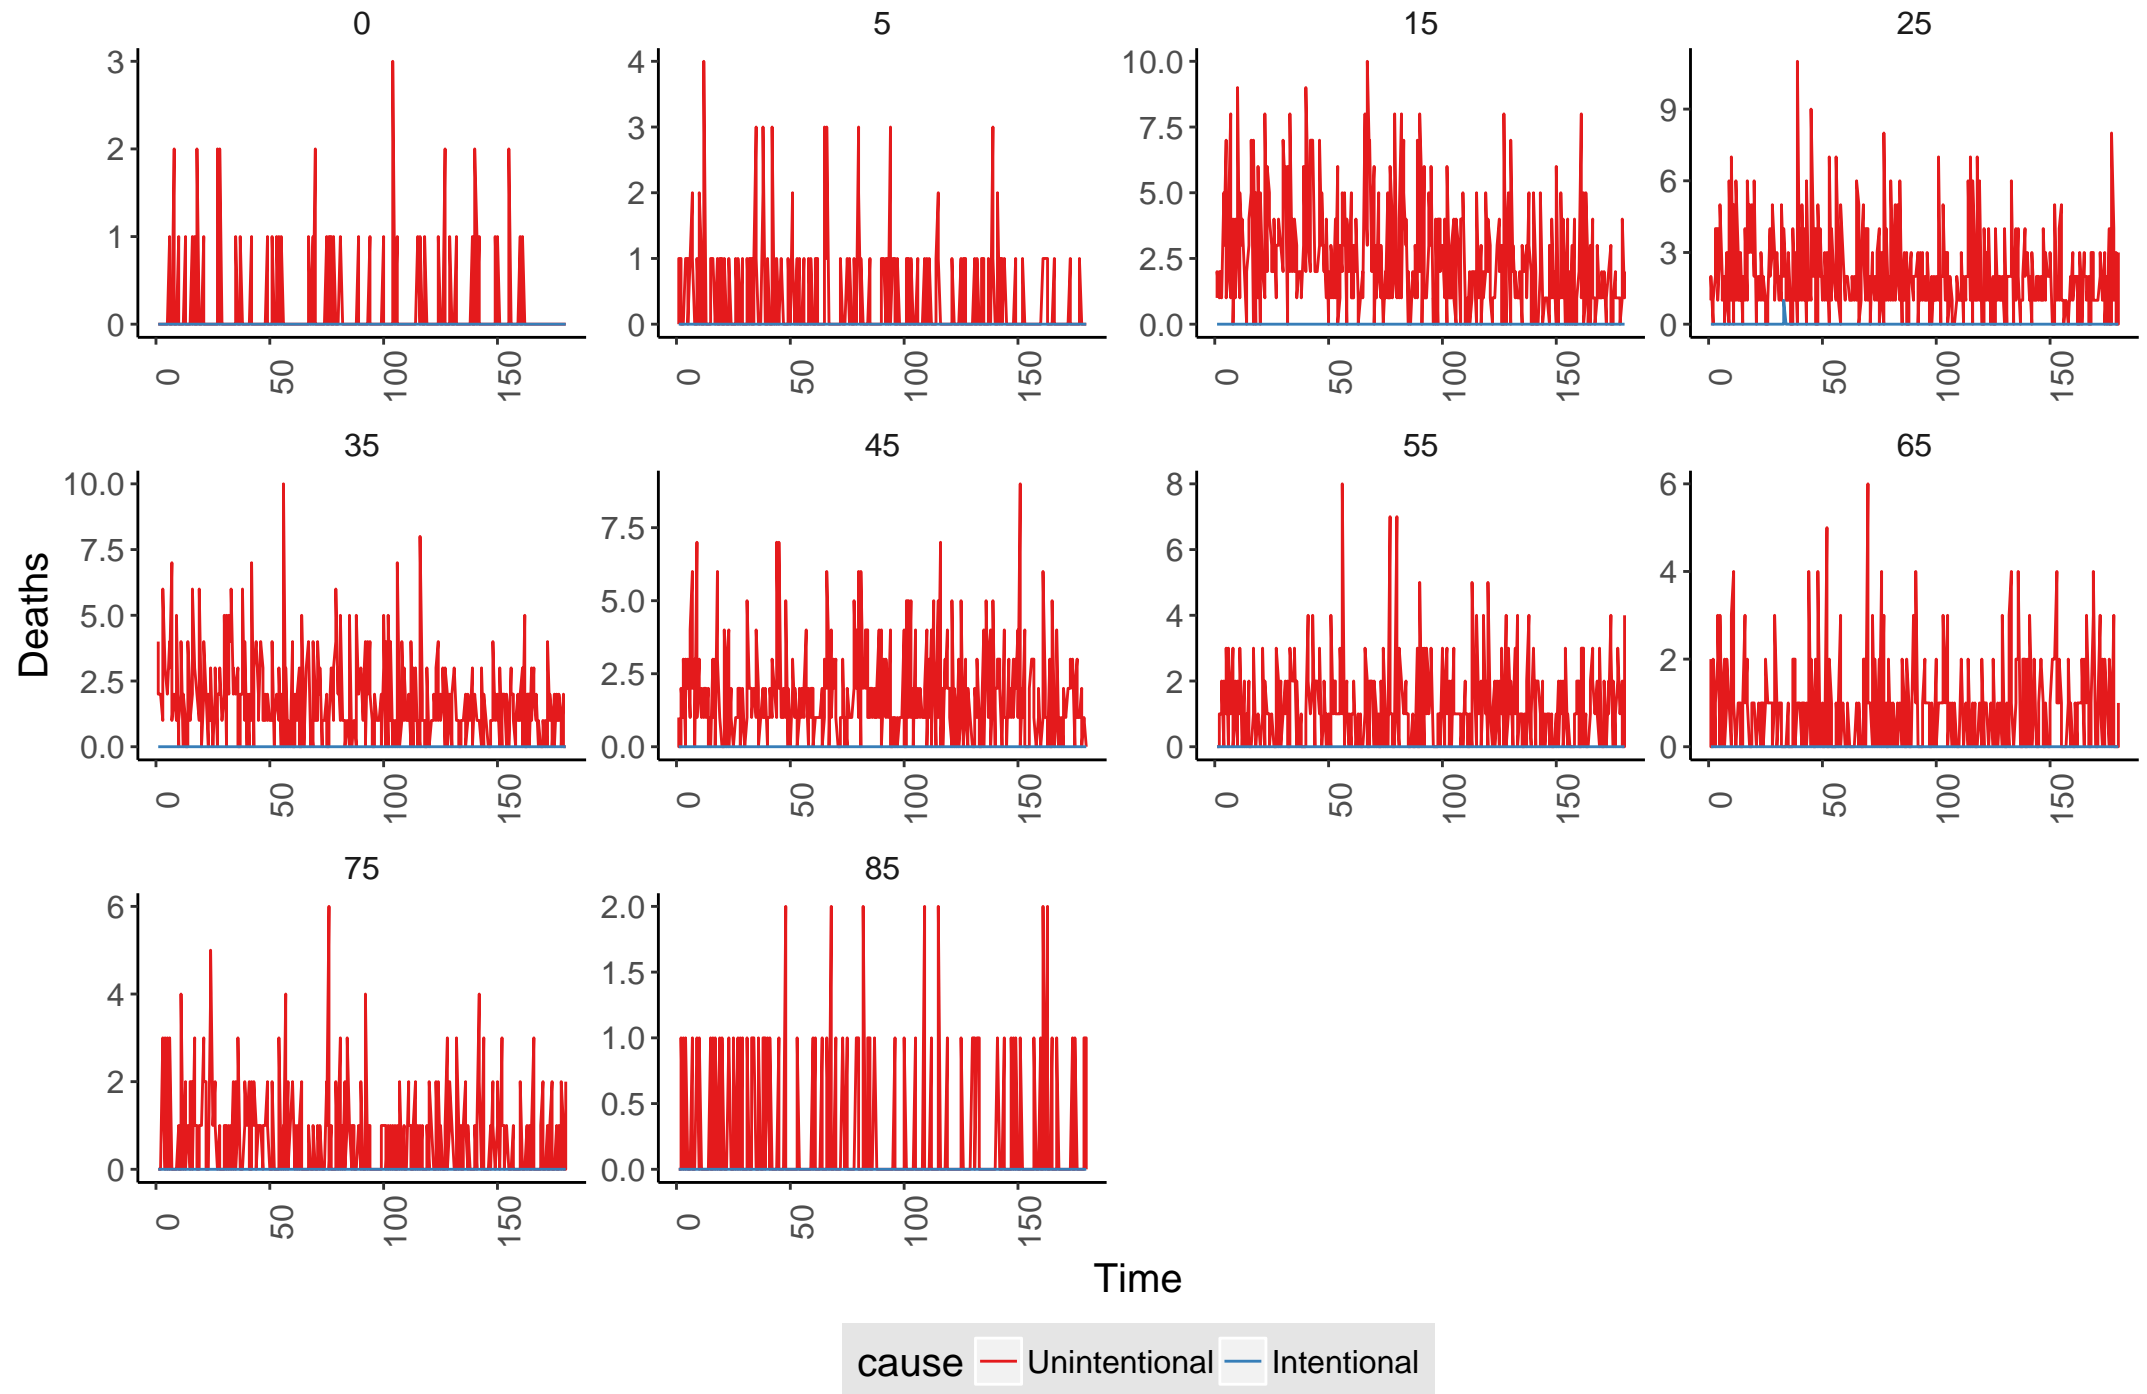 0 5 15 25
3 4 10.0 9
2 3 7.5 6
1 2 5.0 3
0 1 2.5 0
0 0.0
0 50 100 150 0 50 100 150 0 50 100 150 0 50 100 150
35 45 55 65
10.0 7.5 8 6
7.5 5.0 6 4
5.0 2.5 4 2
2.5 0.0 2 0
0.0 0
Deaths
0 50 100 150 0 50 100 150 0 50 100 150 0 50 100 150
75 85
6 2.0
4 1.5
2 1.0
0 0.5
0.0
0 50 100 150 0 50 100 150
Time
cause Unintentional Intentional